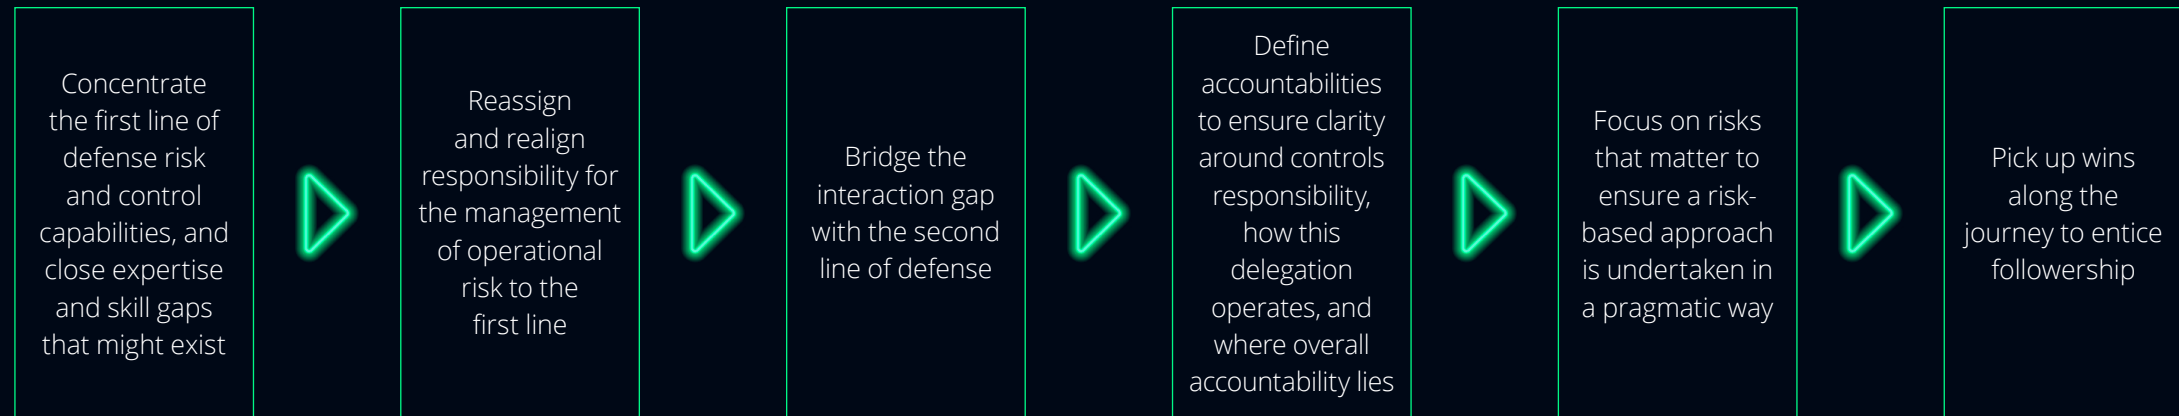 Concentrate
the first line of
defense risk
and control
capabilities, and
close expertise
and skill gaps
that might exist
Reassign
and realign
responsibility for
the management
of operational
risk to the
first line
Bridge the
interaction gap
with the second
line of defense
Define
accountabilities
to ensure clarity
around controls
responsibility,
how this
delegation
operates, and
where overall
accountability lies
Focus on risks
that matter to
ensure a risk-
based approach
is undertaken in
a pragmatic way
Pick up wins
along the
journey to entice
followership